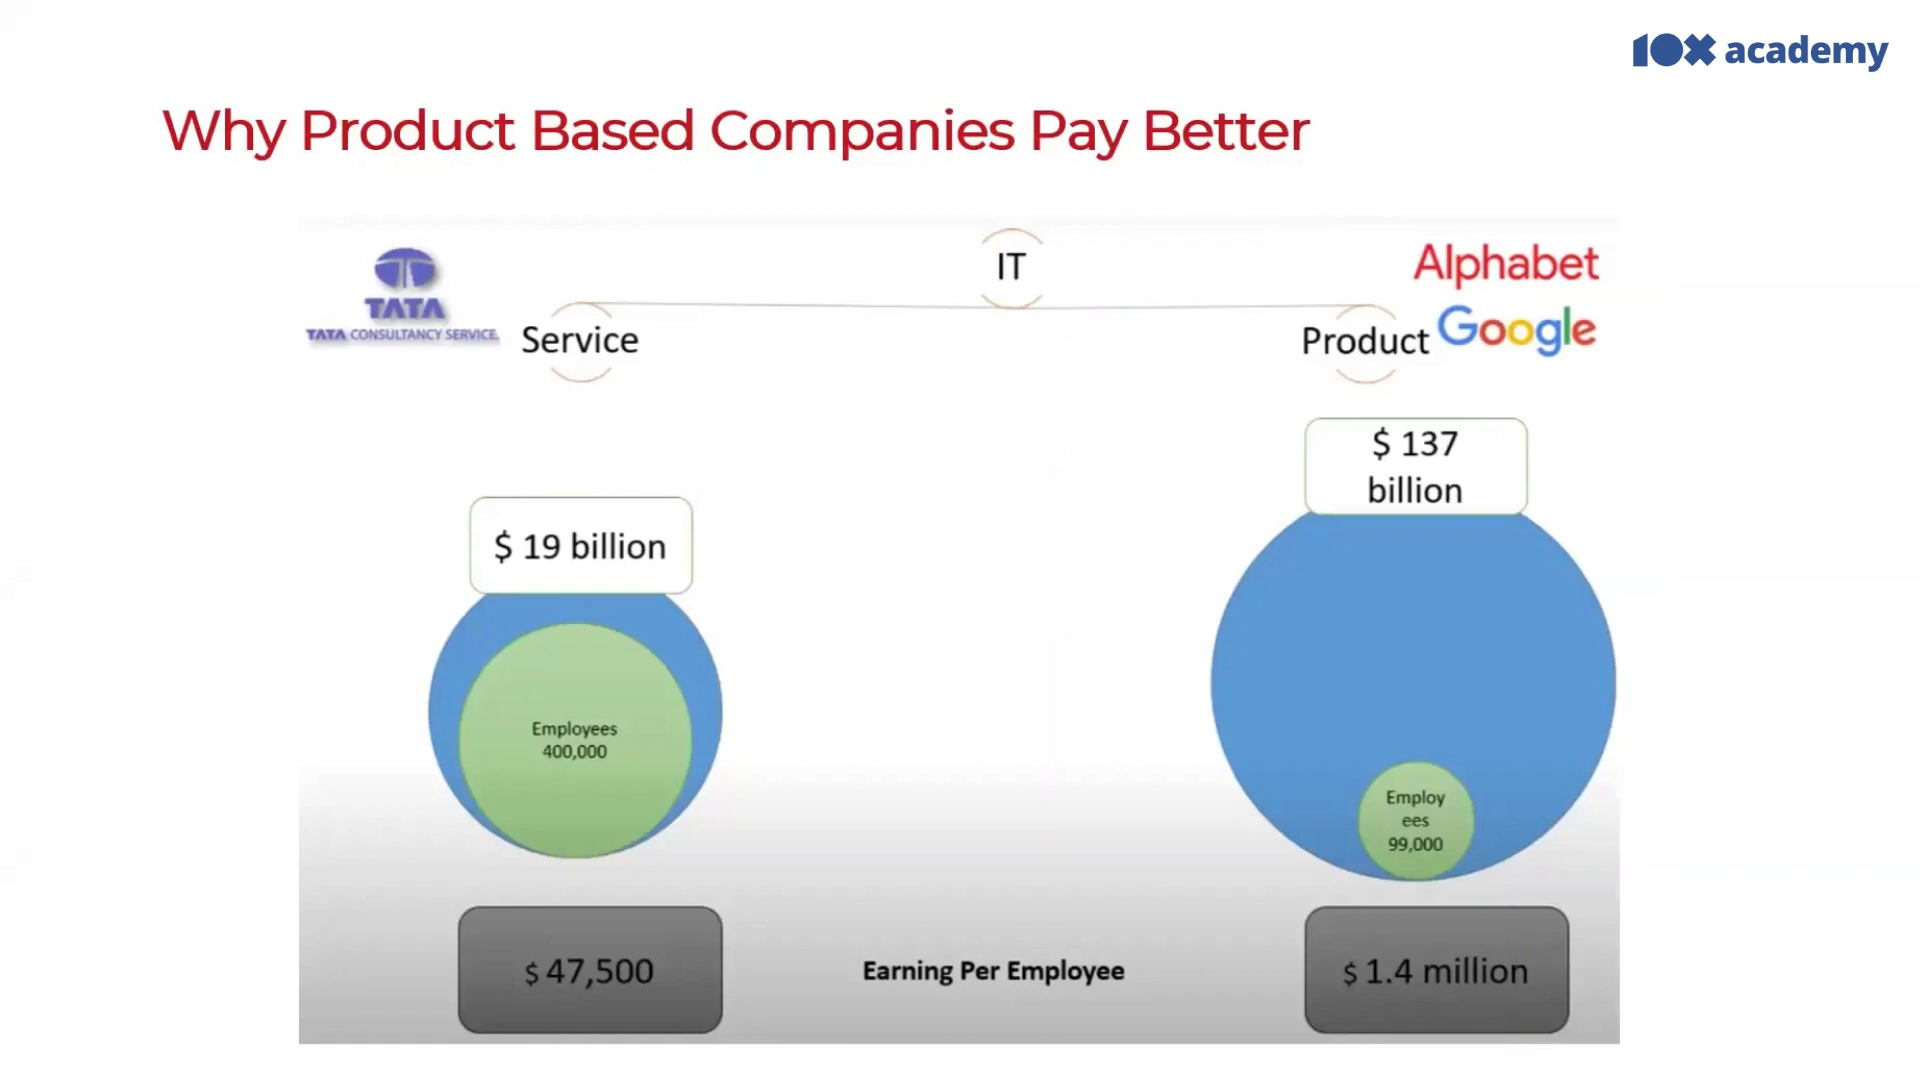 10x academy
Why Product Based Companies Pay Better
IT
TATA
TATA CONSULTANCY SERVICE.
Service
Alphabet
Product
Google
$ 19 billion
$ 137
billion
Employees
400,000
Employ
ees
99,000
$ 47,500
Earning Per Employee
$ 1.4 million